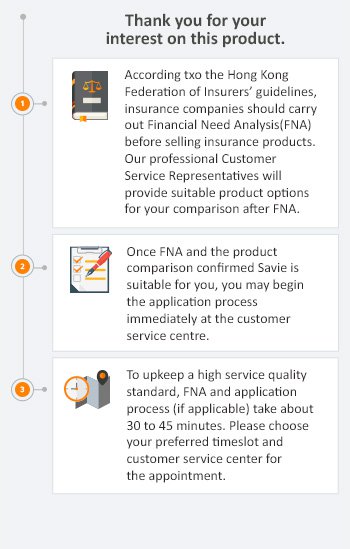 Thank you for your
interest on this product.
1
According txo the Hong Kong
Federation of Insurers' guidelines,
insurance companies should carry
out Financial Need Analysis(FNA)
before selling insurance products.
Our professional Customer
Service Representatives will
provide suitable product options
for your comparison after FNA.
2
Once FNA and the product
comparison confirmed Savie is
suitable for you, you may begin
the application process
immediately at the customer
service centre.
3
To upkeep a high service quality
standard, FNA and application
process (if applicable) take about
30 to 45 minutes. Please choose
your preferred timeslot and
customer service center for
the appointment.